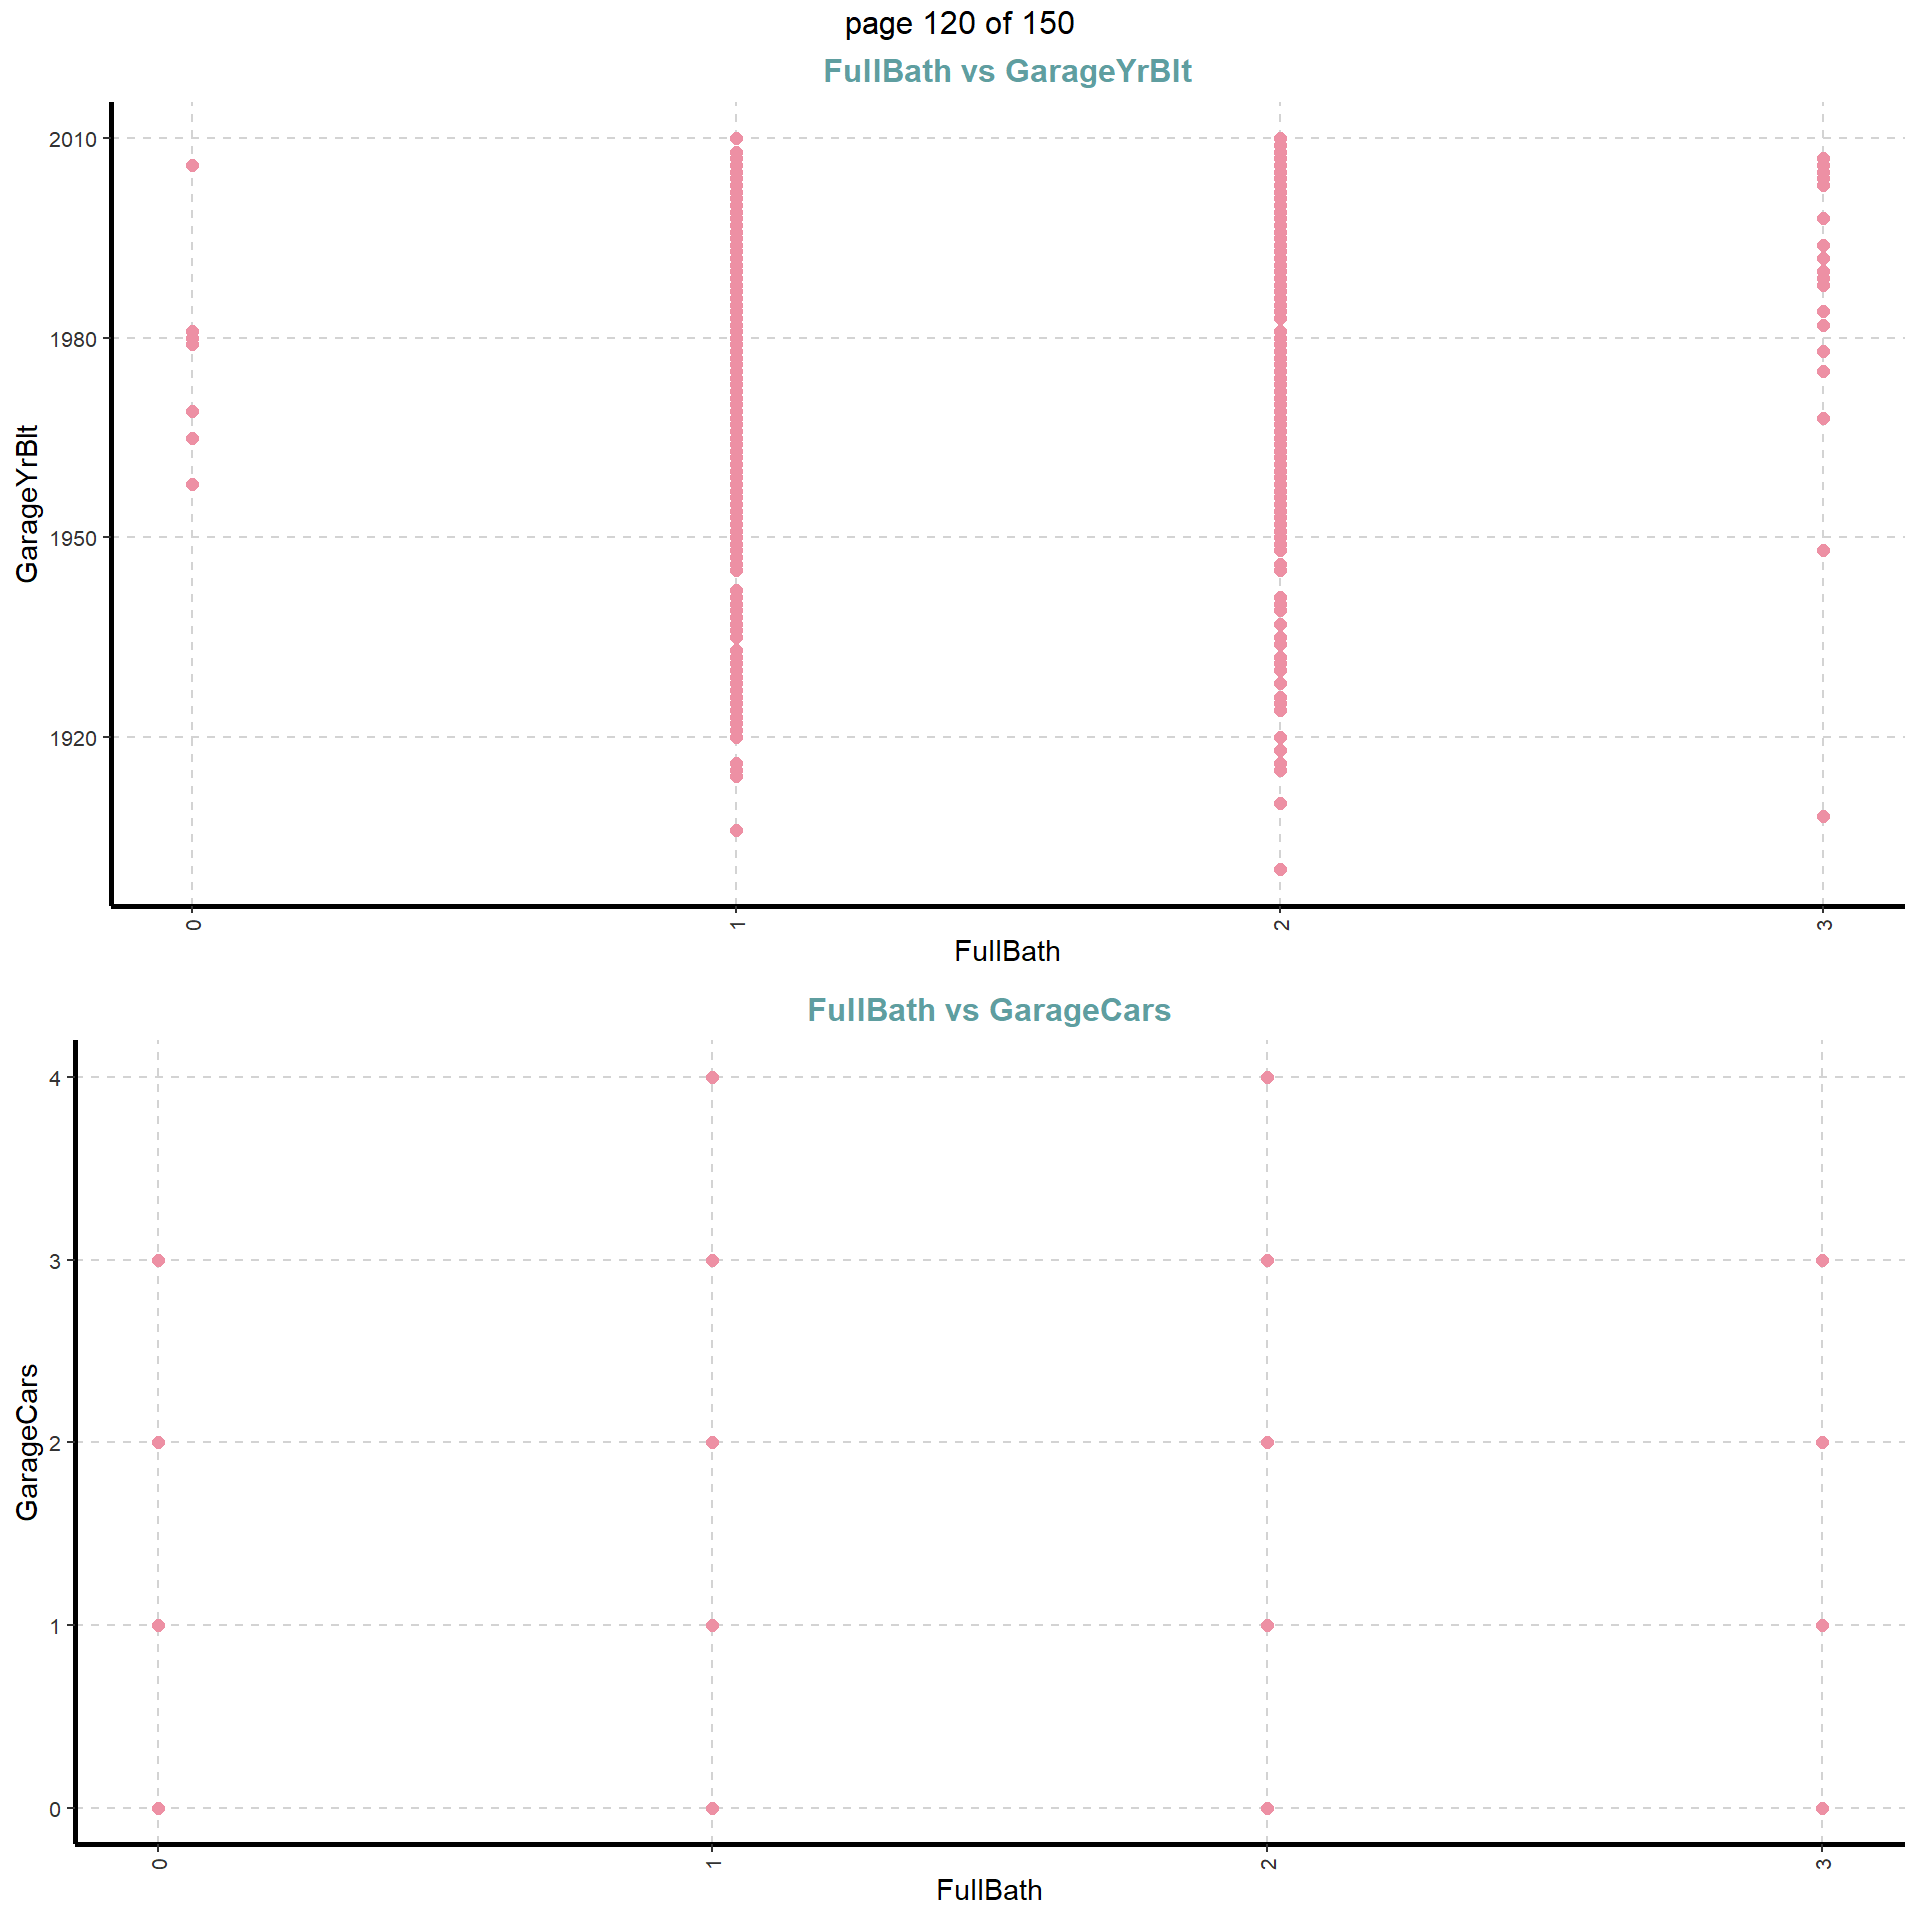 page 120 of 150
FullBath vs GarageYrBlt
GarageYrBlt
2010
1980
1950
1920
0 1 2 3
FullBath
FullBath vs GarageCars
GarageCars
4
3
2
1
0
0 1 2 3
FullBath